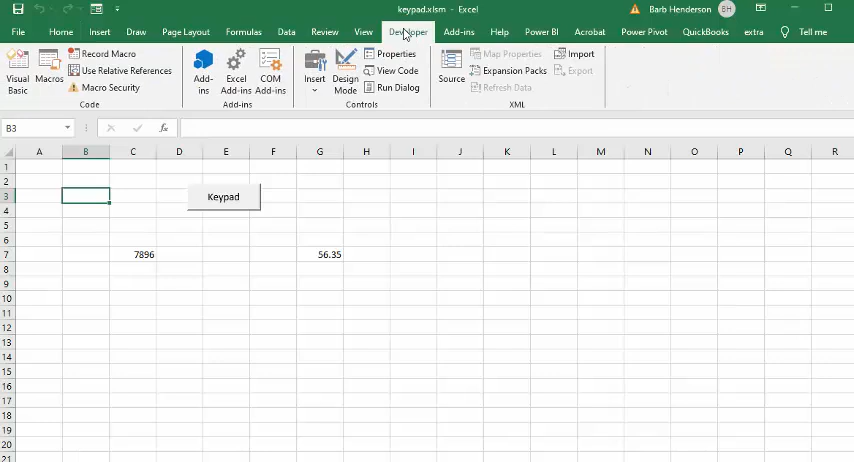 keypad.xlsm - Excel
Barb Henderson
BH
File Home Insert Draw Page Layout Formulas Data Review View Developer Add-ins Help Power BI Acrobat Power Pivot QuickBooks extra Tell me
Visual Basic
Macros
Record Macro
Use Relative References
Macro Security
Code
Add-ins
Excel Add-ins
COM Add-ins
Add-ins
Insert
Design Mode
Properties
View Code
Run Dialog
Controls
Source
Map Properties
Expansion Packs
Refresh Data
Import
Export
XML
B3
fx
A B C D E F G H I J K L M N O P Q R
1
2
3 Keypad
4
5
6
7 7896 56.35
8
9
10
11
12
13
14
15
16
17
18
19
20
21